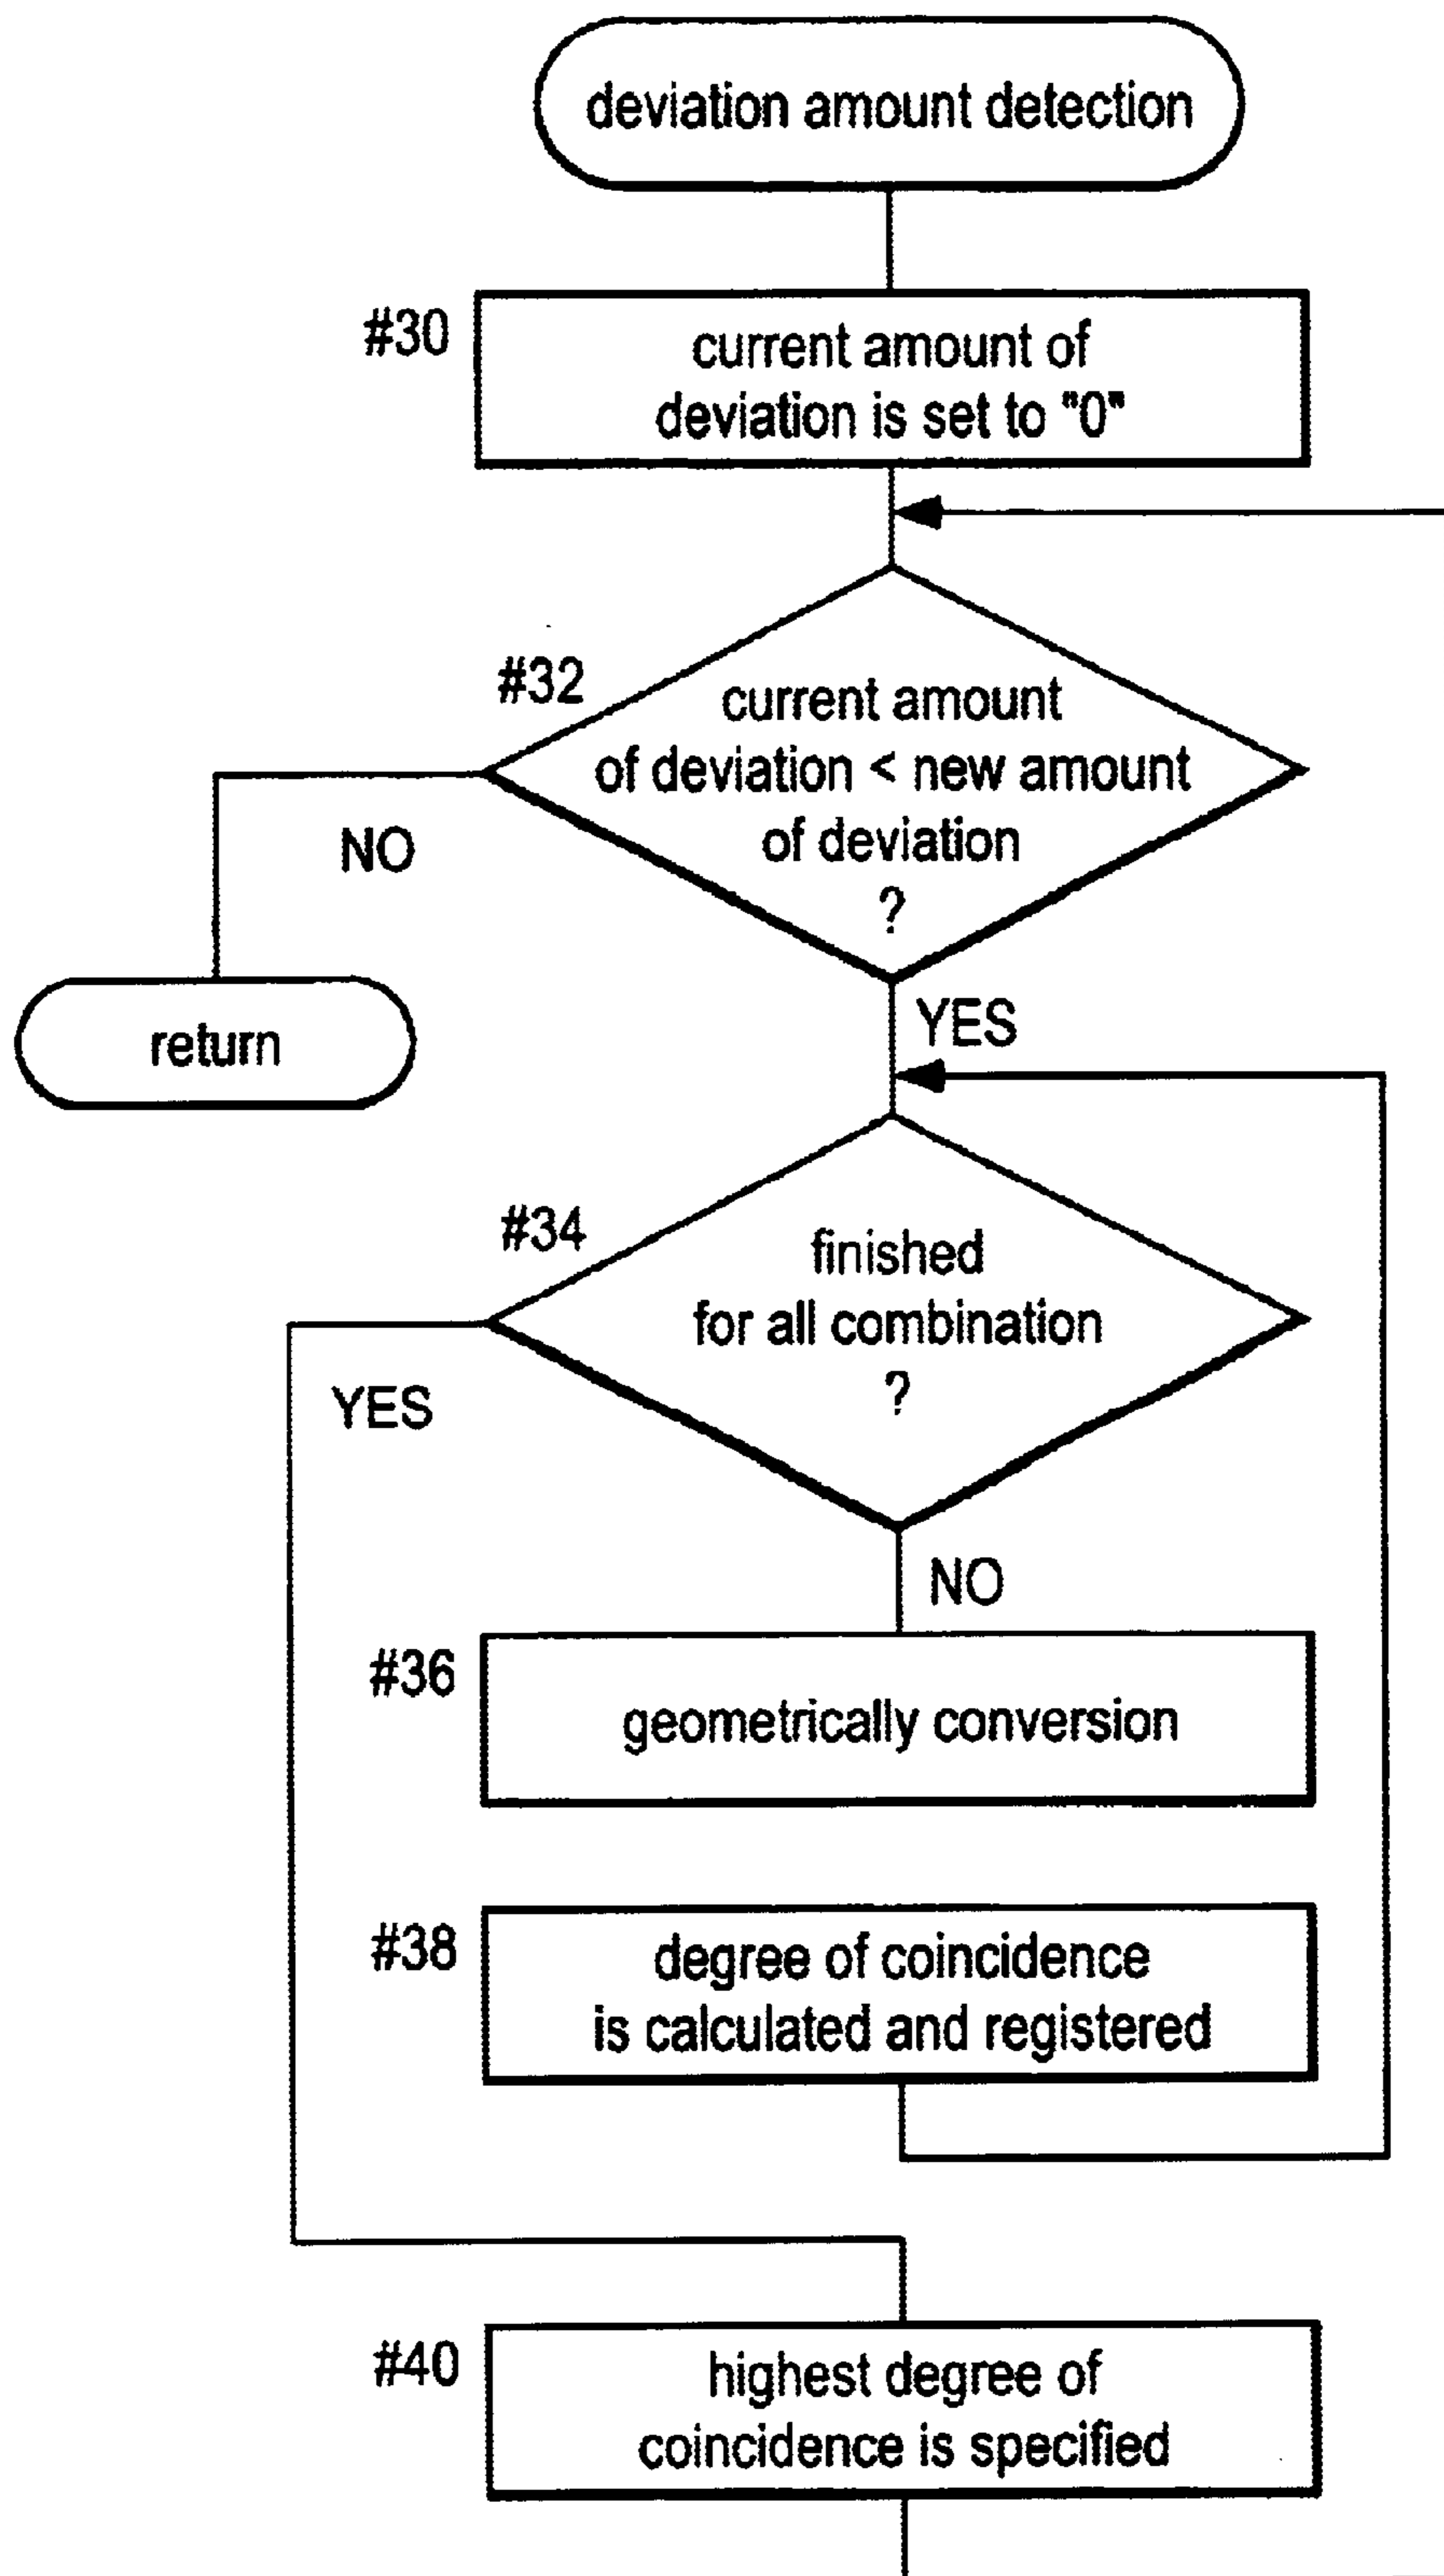 deviation amount detection
#30
current amount of
deviation is set to "0"
#32
current amount
of deviation < new amount
of deviation
?
NO
return
YES
#34
finished
for all combination
?
YES
NO
#36
geometrically conversion
#38
degree of coincidence
is calculated and registered
#40
highest degree of
coincidence is specified